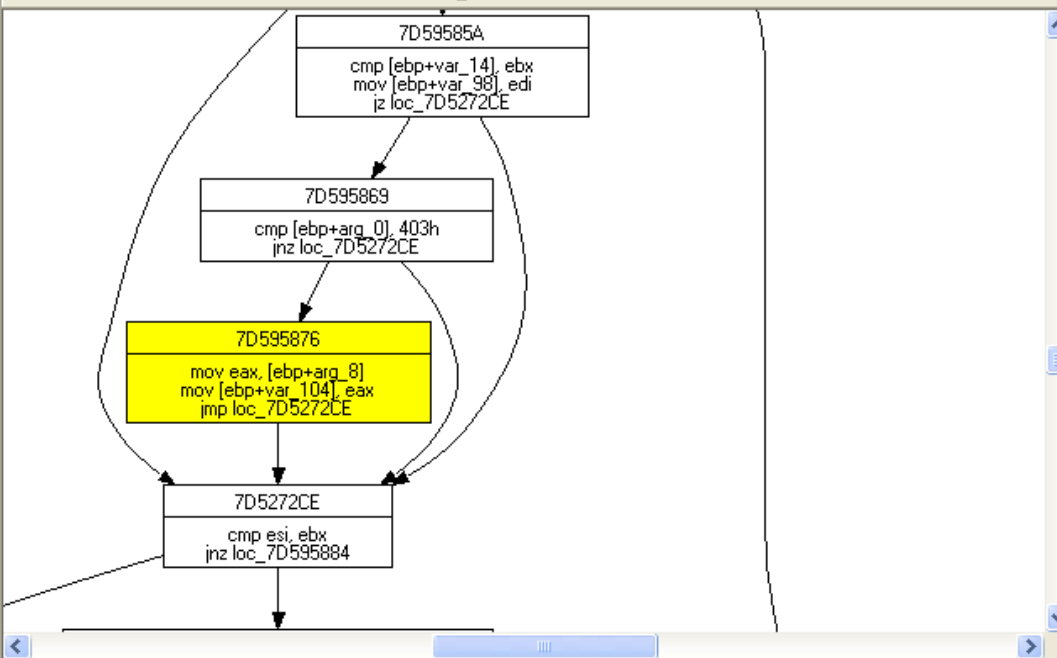 7D59585A
cmp [ebp+var_14], ebx
mov [ebp+var_98], edi
jz loc_7D5272CE
7D595869
cmp [ebp+arg_0], 403h
jnz loc_7D5272CE
7D595876
mov eax, [ebp+arg_8]
mov [ebp+var_104], eax
jmp loc_7D5272CE
7D5272CE
cmp esi, ebx
jnz loc_7D595884